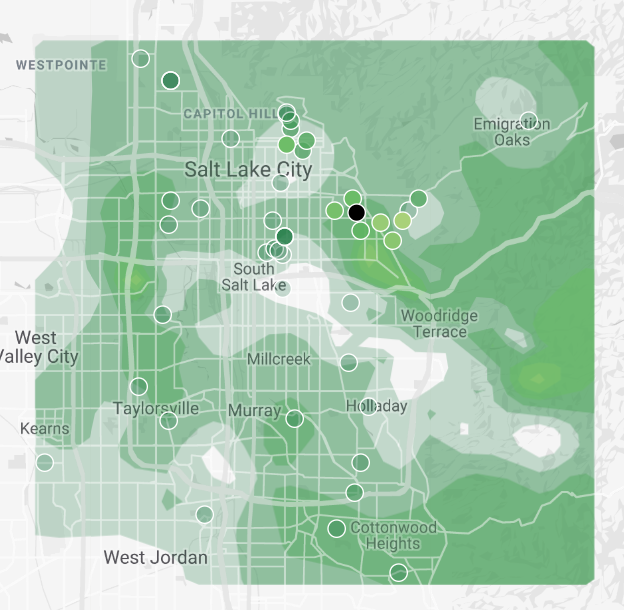 WESTPOINTE
CAPITOL HILL
Emigration
Oaks
Salt Lake City
South
Salt Lake
Woodridge
Terrace
West
Valley City
Millcreek
Taylorsville
Murray
Holladay
Kearns
Cottonwood
Heights
West Jordan